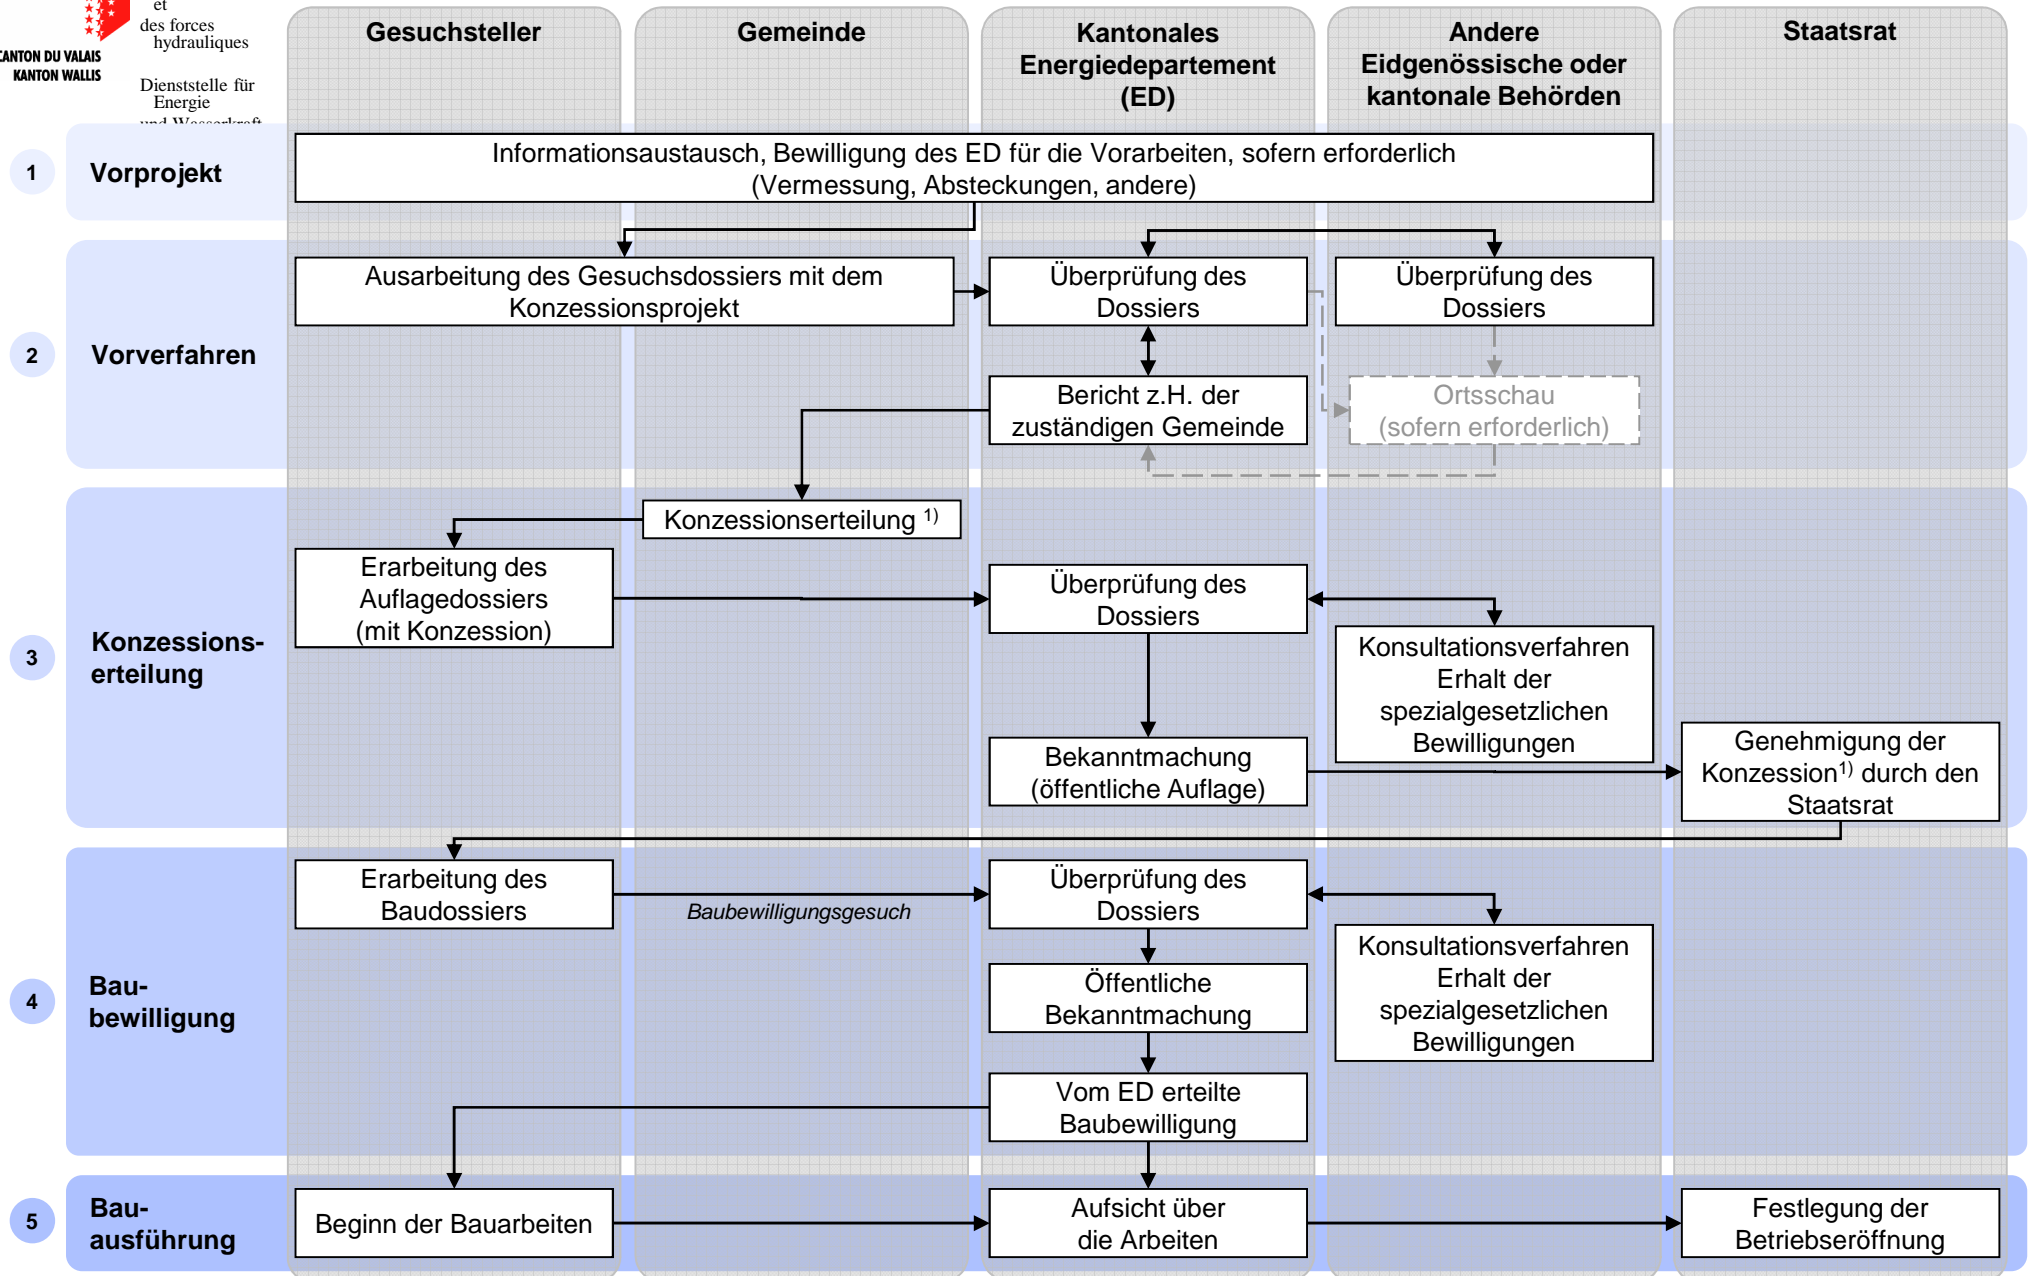 et
des forces
hydrauliques
CANTON DU VALAIS
KANTON WALLIS
Dienststelle für
Energie
und Wasserkraft
Gesuchsteller
Gemeinde
Kantonales
Energiedepartement
(ED)
Andere
Eidgenössische oder
kantonale Behörden
Staatsrat
1
Vorprojekt
Informationsaustausch, Bewilligung des ED für die Vorarbeiten, sofern erforderlich
(Vermessung, Absteckungen, andere)
2
Vorverfahren
Ausarbeitung des Gesuchsdossiers mit dem
Konzessionsprojekt
Überprüfung des
Dossiers
Überprüfung des
Dossiers
Bericht z.H. der
zuständigen Gemeinde
Ortsschau
(sofern erforderlich)
3
Konzessions-
erteilung
Konzessionserteilung 1)
Erarbeitung des
Auflagedossiers
(mit Konzession)
Überprüfung des
Dossiers
Konsultationsverfahren
Erhalt der
spezialgesetzlichen
Bewilligungen
Bekanntmachung
(öffentliche Auflage)
Genehmigung der
Konzession1) durch den
Staatsrat
4
Bau-
bewilligung
Erarbeitung des
Baudossiers
Baubewilligungsgesuch
Überprüfung des
Dossiers
Konsultationsverfahren
Erhalt der
spezialgesetzlichen
Bewilligungen
Öffentliche
Bekanntmachung
Vom ED erteilte
Baubewilligung
5
Bau-
ausführung
Beginn der Bauarbeiten
Aufsicht über
die Arbeiten
Festlegung der
Betriebseröffnung